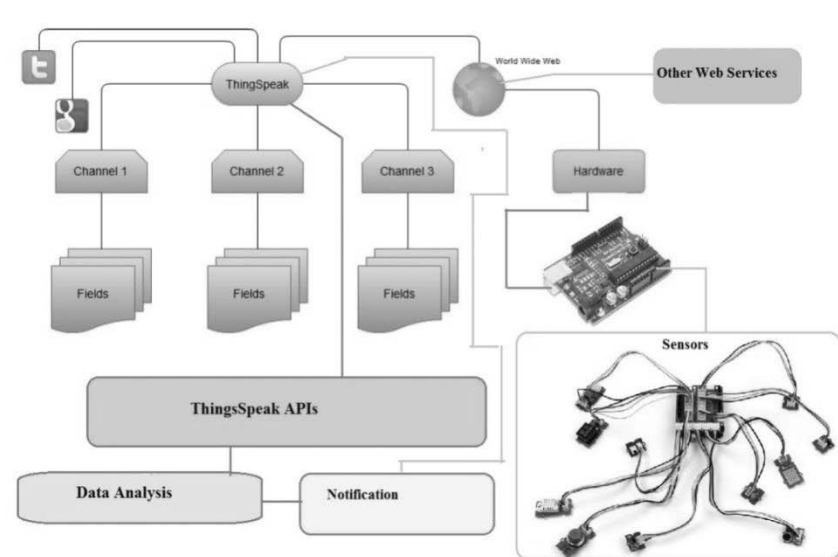 t
g
ThingSpeak
World Wide Web
Other Web Services
Channel 1
Channel 2
Channel 3
Hardware
Fields
Fields
Fields
Sensors
ThingsSpeak APIs
Data Analysis
Notification